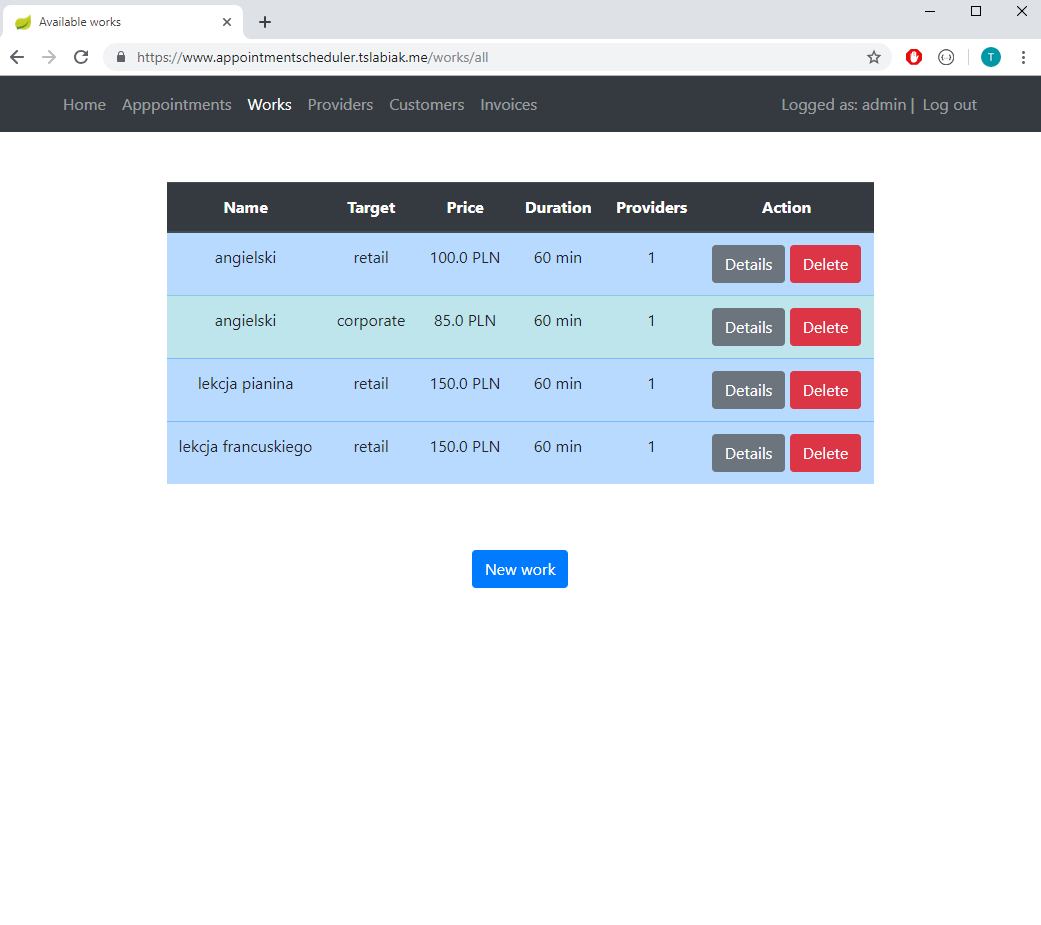 Available works
https://www.appointmentscheduler.tslabiak.me/works/all
T
Home Apppointments Works Providers Customers Invoices Logged as: admin | Log out
Name Target Price Duration Providers Action
angielski retail 100.0 PLN 60 min 1 Details Delete
angielski corporate 85.0 PLN 60 min 1 Details Delete
lekcja pianina retail 150.0 PLN 60 min 1 Details Delete
lekcja francuskiego retail 150.0 PLN 60 min 1 Details Delete
New work